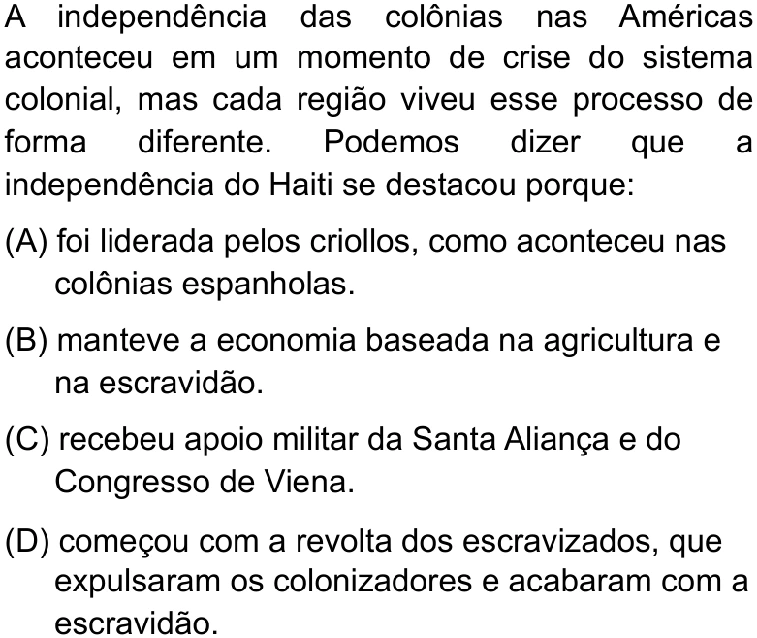 A independência das colônias nas Américas
aconteceu em um momento de crise do sistema
colonial, mas cada região viveu esse processo de
forma diferente. Podemos dizer que a
independência do Haiti se destacou porque:
(A) foi liderada pelos criollos, como aconteceu nas
colônias espanholas.
(B) manteve a economia baseada na agricultura e
na escravidão.
(C) recebeu apoio militar da Santa Aliança e do
Congresso de Viena.
(D) começou com a revolta dos escravizados, que
expulsaram os colonizadores e acabaram com a
escravidão.